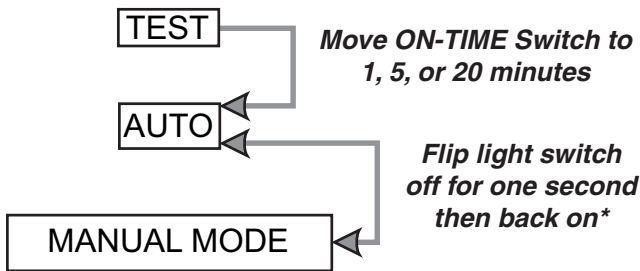 TEST
Move ON-TIME Switch to
1, 5, or 20 minutes
AUTO
Flip light switch
off for one second
then back on*
MANUAL MODE